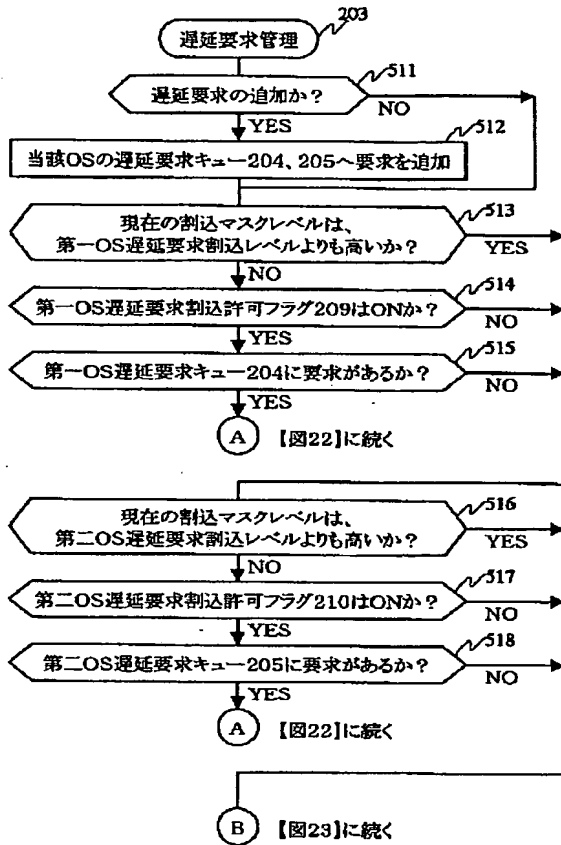 203
遅延要求管理
511
遅延要求の追加か?
NO
YES
512
当該OSの遅延要求キュー204、205へ要求を追加
513
現在の割込マスクレベルは、
第一OS遅延要求割込レベルよりも高いか?
YES
NO
514
第一OS遅延要求割込許可フラグ209はONか?
NO
YES
515
第一OS遅延要求キュー204に要求があるか?
NO
YES
A 【図22】に続く
516
現在の割込マスクレベルは、
第二OS遅延要求割込レベルよりも高いか?
YES
NO
517
第二OS遅延要求割込許可フラグ210はONか?
NO
YES
518
第二OS遅延要求キュー205に要求があるか?
NO
YES
A 【図22】に続く
B 【図23】に続く